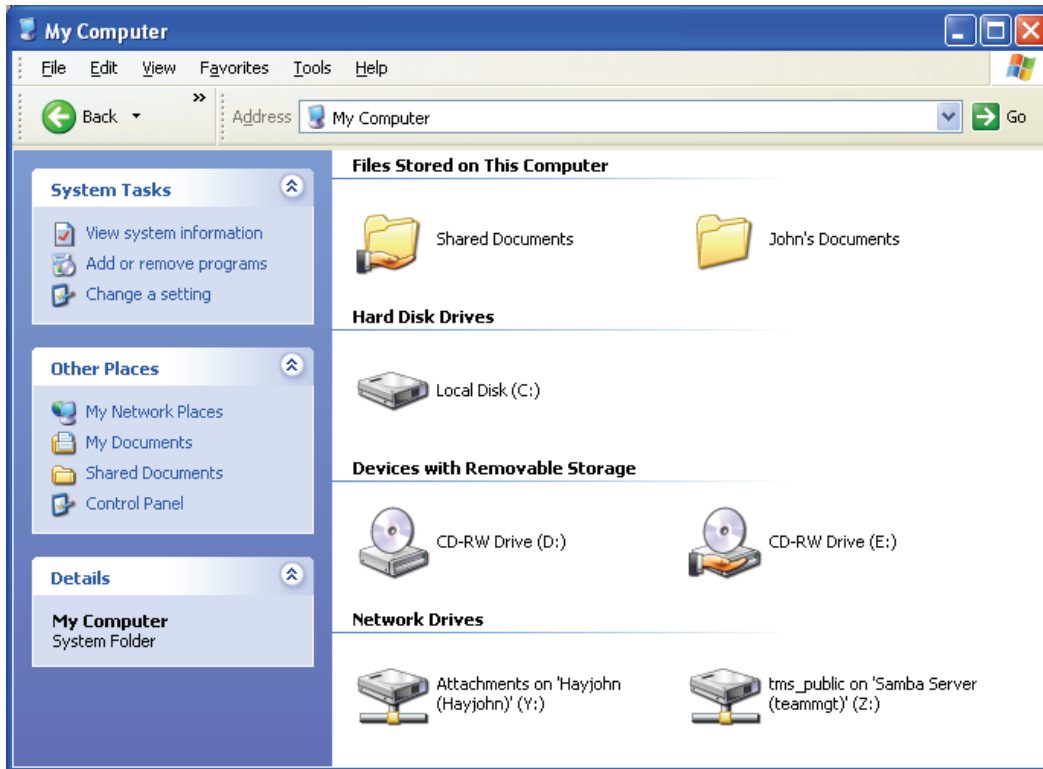 My Computer
File Edit View Favorites Tools Help
Back » Address My Computer Go
System Tasks
View system information
Add or remove programs
Change a setting
Other Places
My Network Places
My Documents
Shared Documents
Control Panel
Details
My Computer
System Folder
Files Stored on This Computer
Shared Documents
John's Documents
Hard Disk Drives
Local Disk (C:)
Devices with Removable Storage
CD-RW Drive (D:)
CD-RW Drive (E:)
Network Drives
Attachments on 'Hayjohn
(Hayjohn)' (Y:)
tms_public on 'Samba Server
(teammgt)' (Z:)